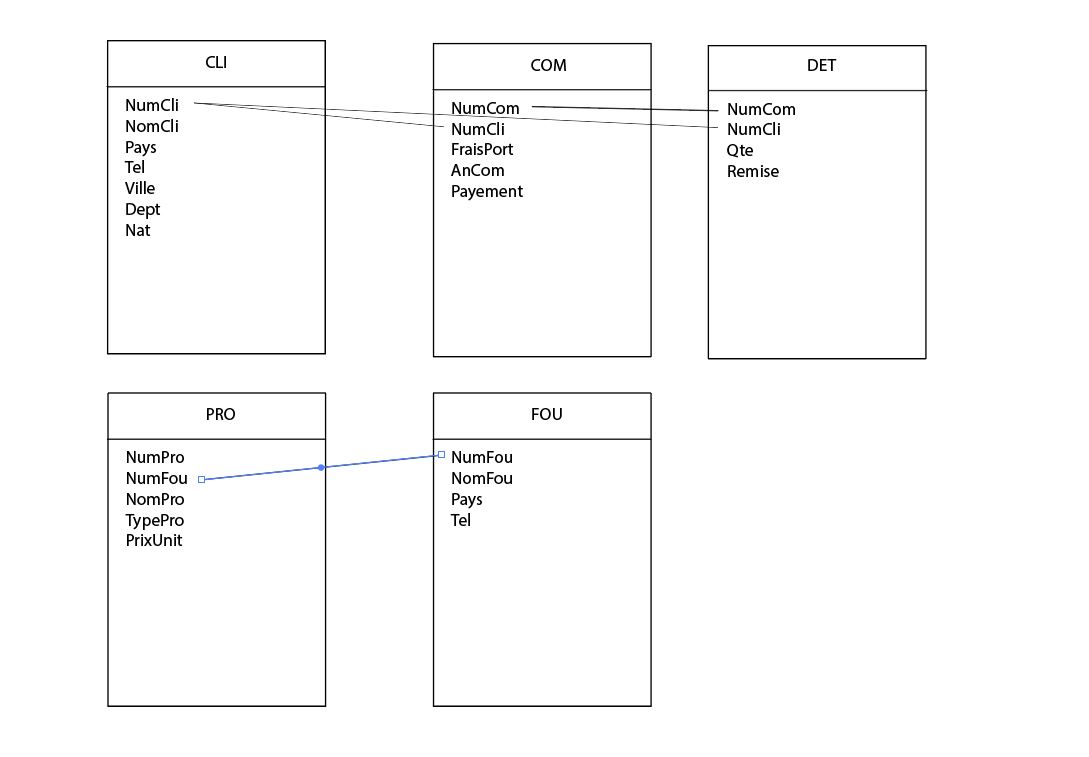 CLI
NumCli
NomCli
Pays
Tel
Ville
Dept
Nat
COM
NumCom
NumCli
FraisPort
AnCom
Payement
DET
NumCom
NumCli
Qte
Remise
PRO
NumPro
NumFou
NomPro
TypePro
PrixUnit
FOU
NumFou
NomFou
Pays
Tel